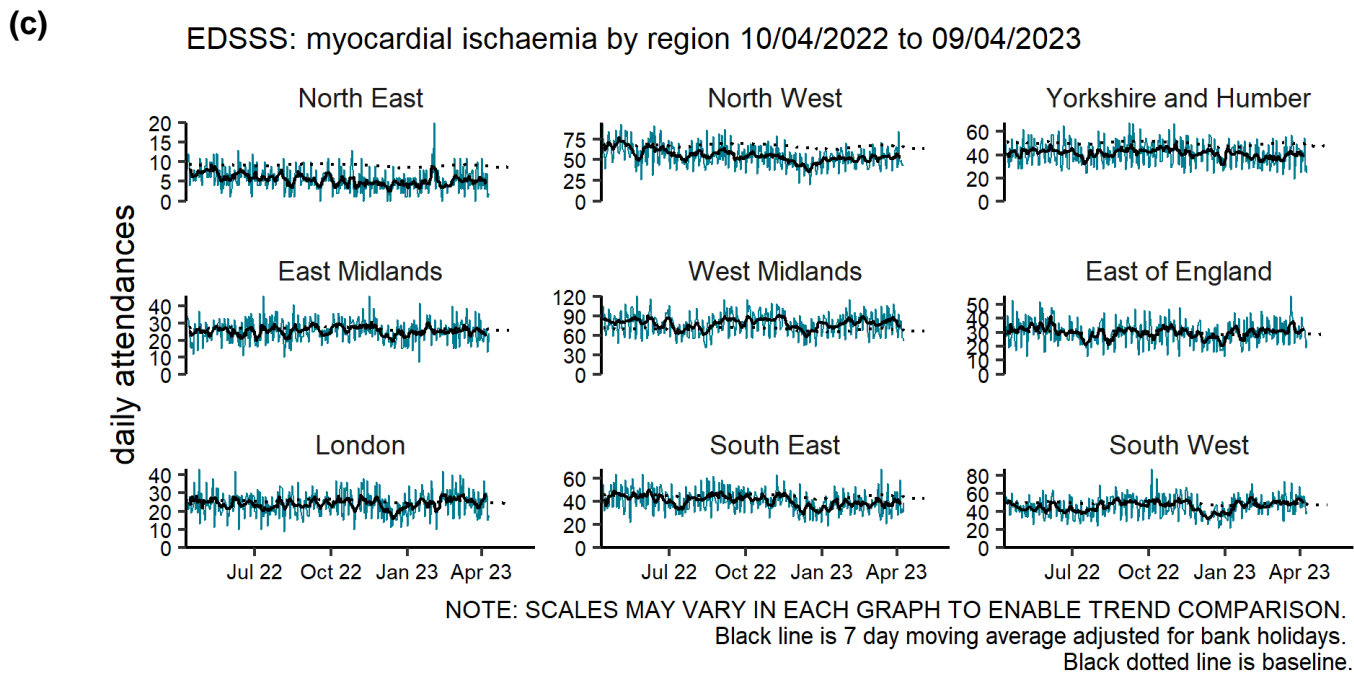 (c)
EDSSS: myocardial ischaemia by region 10/04/2022 to 09/04/2023
daily attendances
North East
20
15
10
5
0
North West
75
50
25
0
Yorkshire and Humber
60
40
20
0
East Midlands
40
30
20
10
0
West Midlands
120
90
60
30
0
East of England
50
40
30
20
10
0
London
40
30
20
10
0
South East
60
40
20
0
South West
80
60
40
20
0
Jul 22 Oct 22 Jan 23 Apr 23
Jul 22 Oct 22 Jan 23 Apr 23
Jul 22 Oct 22 Jan 23 Apr 23
NOTE: SCALES MAY VARY IN EACH GRAPH TO ENABLE TREND COMPARISON.
Black line is 7 day moving average adjusted for bank holidays.
Black dotted line is baseline.